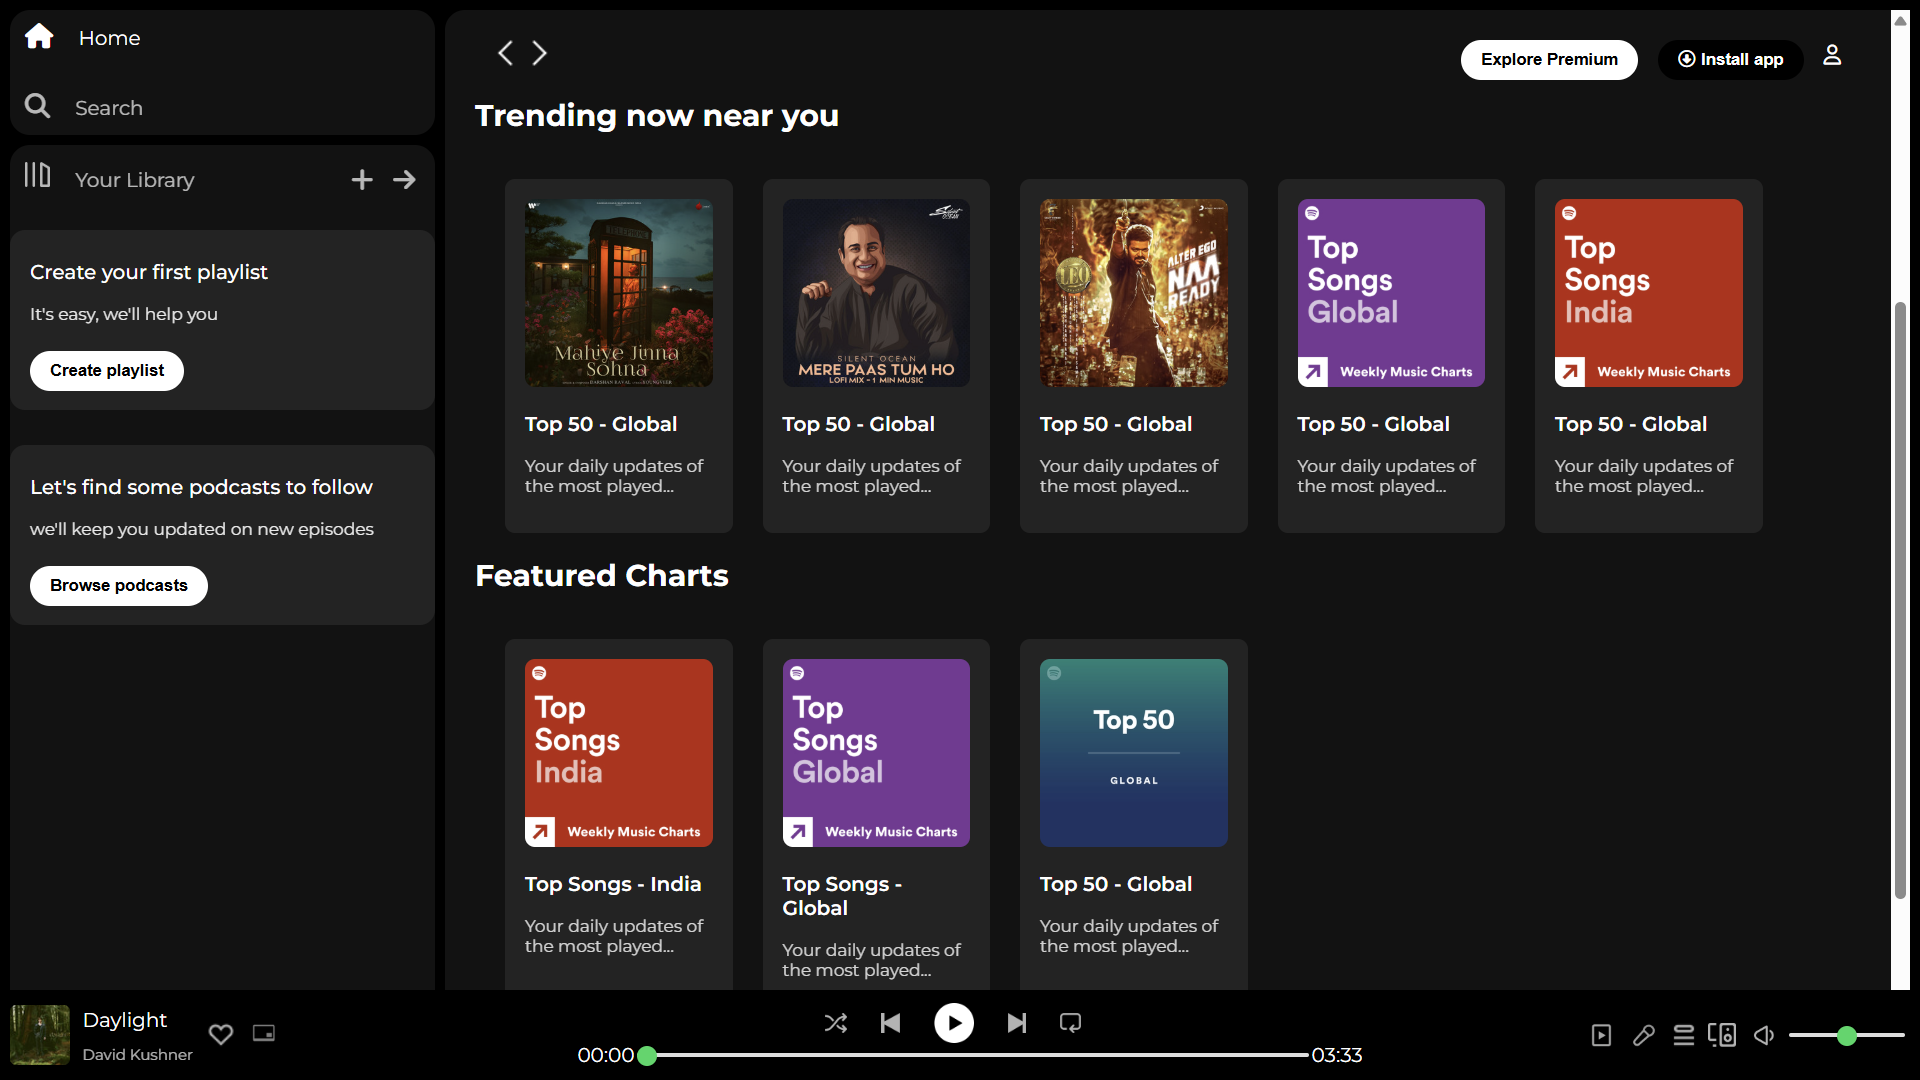 Home
Search
Your Library
Create your first playlist
It's easy, we'll help you
Create playlist
Let's find some podcasts to follow
we'll keep you updated on new episodes
Browse podcasts
Explore Premium
Install app
Trending now near you
TELEPHONE
Mahiye Jinna
Sohna
Top 50 - Global
Your daily updates of
the most played...
SILENT OCEAN
MERE PAAS TUM HO
LOFI MIX - 1 MIN MUSIC
Top 50 - Global
Your daily updates of
the most played...
LEO
ALTER EGO
NAA
READY
Top 50 - Global
Your daily updates of
the most played...
Top
Songs
Global
Weekly Music Charts
Top 50 - Global
Your daily updates of
the most played...
Top
Songs
India
Weekly Music Charts
Top 50 - Global
Your daily updates of
the most played...
Featured Charts
Top
Songs
India
Weekly Music Charts
Top Songs - India
Your daily updates of
the most played...
Top
Songs
Global
Weekly Music Charts
Top Songs -
Global
Your daily updates of
the most played...
Top 50
GLOBAL
Top 50 - Global
Your daily updates of
the most played...
Daylight
David Kushner
00:00
03:33